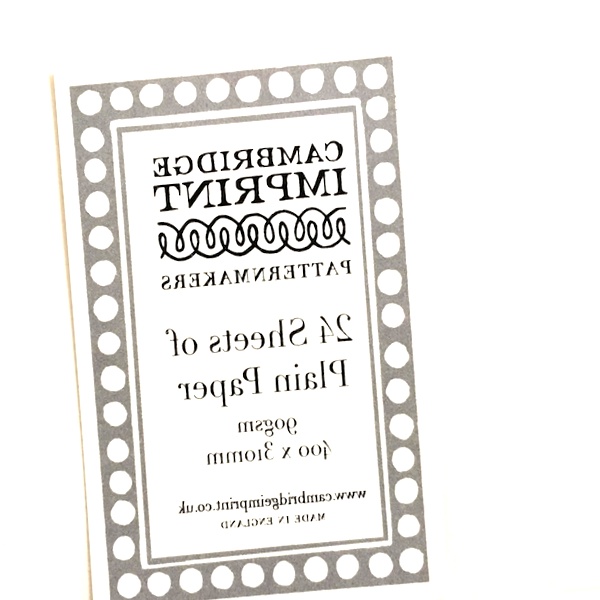 CAMBRIDGE
IMPRINT
PATTERNMAKERS
24 Sheets of
Plain Paper
90gsm
400 x 310mm
www.cambridgeimprint.co.uk
MADE IN ENGLAND